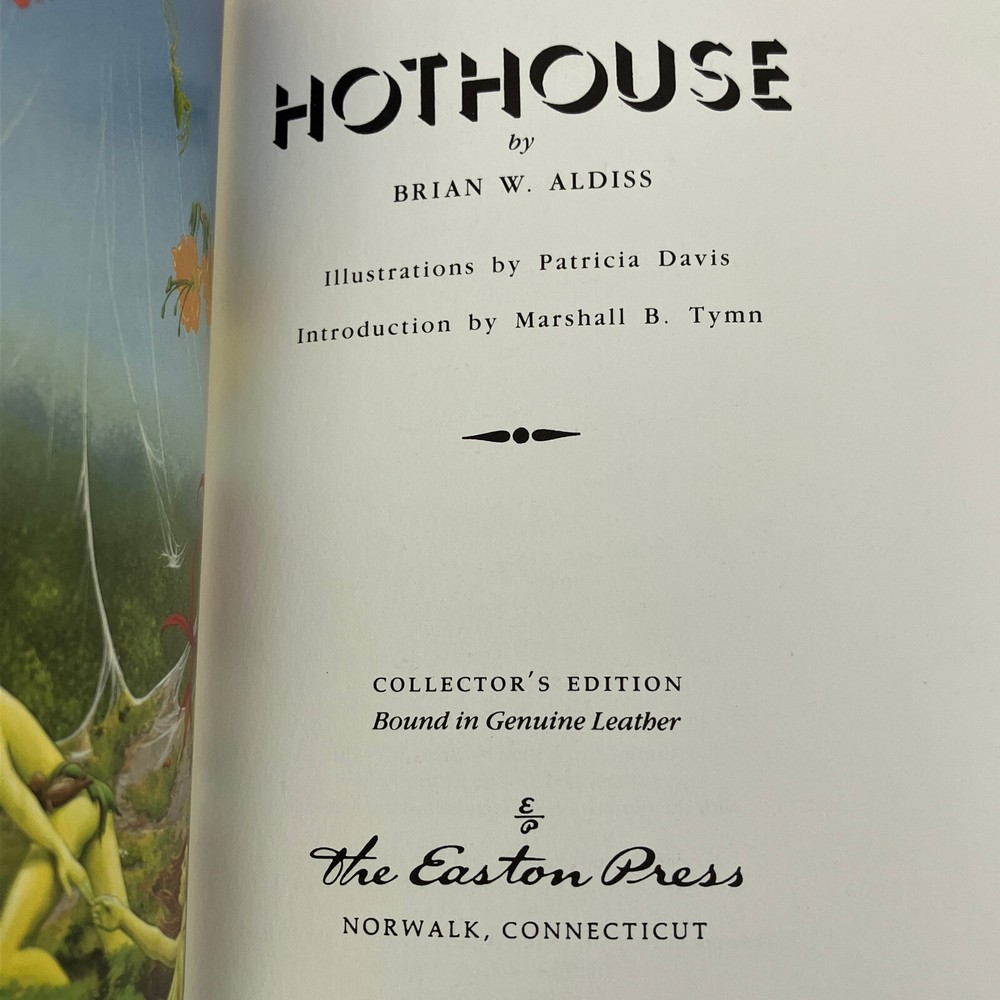 HOTHOUSE
by
BRIAN W. ALDISS
Illustrations by Patricia Davis
Introduction by Marshall B. Tymn
COLLECTOR'S EDITION
Bound in Genuine Leather
E
P
The Easton Press
NORWALK, CONNECTICUT